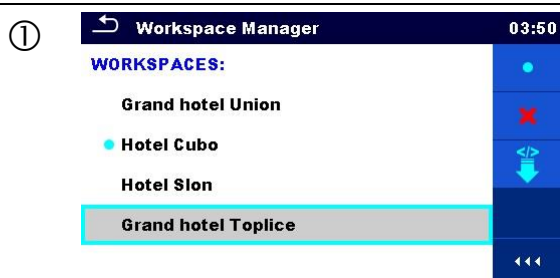 ①
Workspace Manager 03:50
WORKSPACES:
Grand hotel Union
Hotel Cubo
Hotel Slon
Grand hotel Toplice